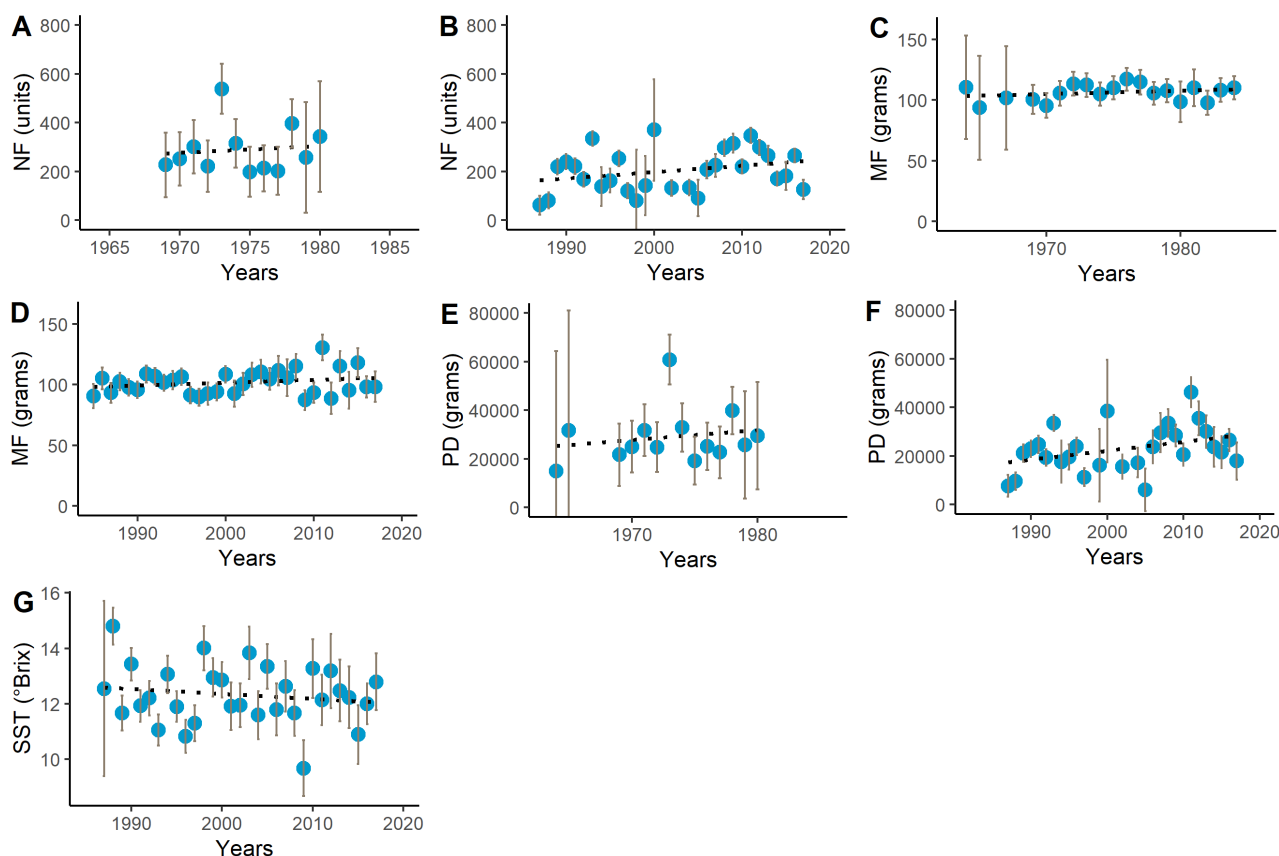 A
NF (units)
800
600
400
200
0
1965 1970 1975 1980 1985
Years
B
NF (units)
800
600
400
200
0
1990 2000 2010 2020
Years
C
MF (grams)
150
100
50
0
1970 1980
Years
D
MF (grams)
150
100
50
0
1990 2000 2010 2020
Years
E
PD (grams)
80000
60000
40000
20000
0
1970 1980
Years
F
PD (grams)
80000
60000
40000
20000
0
1990 2000 2010 2020
Years
G
SST (°Brix)
16
14
12
10
1990 2000 2010 2020
Years